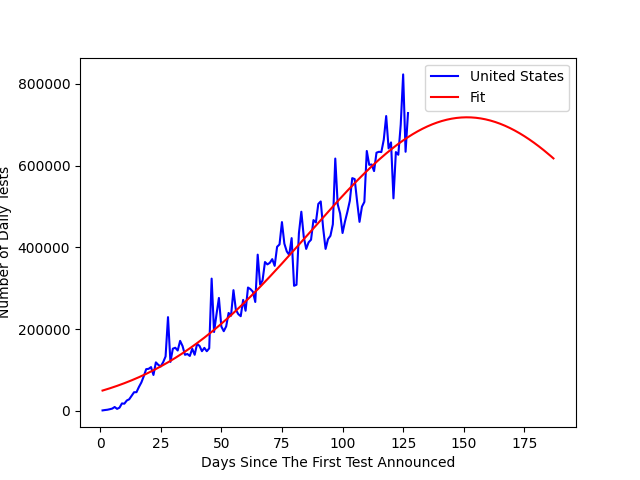 United States
Fit
800000
600000
400000
200000
0
Number of Daily Tests
0 25 50 75 100 125 150 175
Days Since The First Test Announced